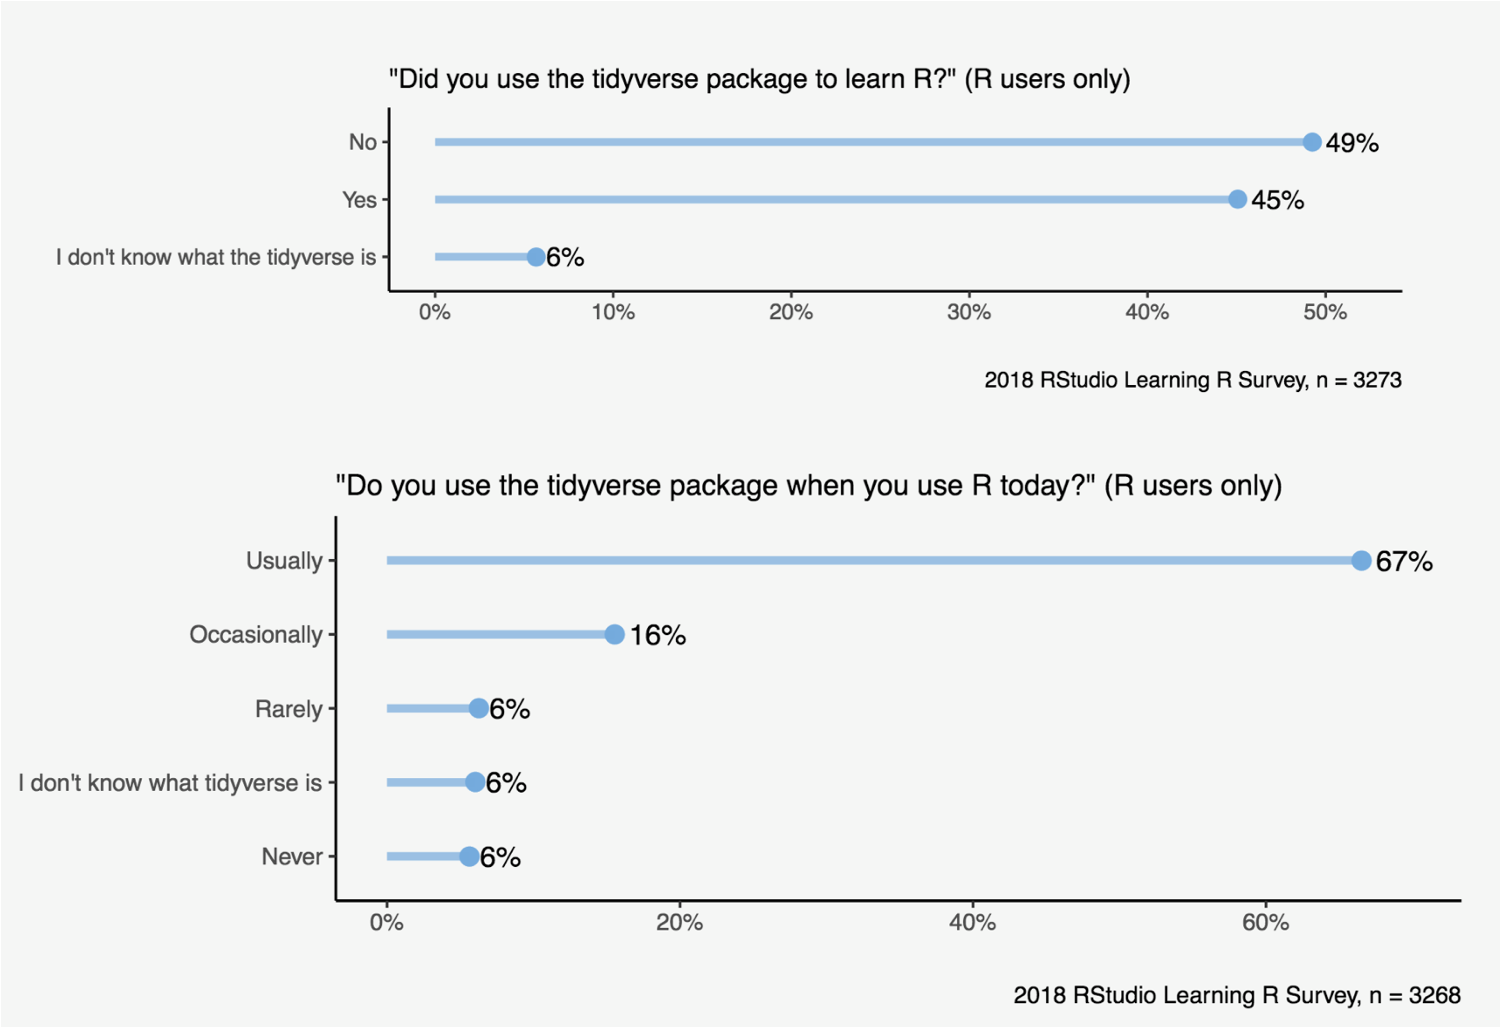 "Did you use the tidyverse package to learn R?" (R users only)
No 49%
Yes 45%
I don't know what the tidyverse is 6%
0% 10% 20% 30% 40% 50%
2018 RStudio Learning R Survey, n = 3273
"Do you use the tidyverse package when you use R today?" (R users only)
Usually 67%
Occasionally 16%
Rarely 6%
I don't know what tidyverse is 6%
Never 6%
0% 20% 40% 60%
2018 RStudio Learning R Survey, n = 3268